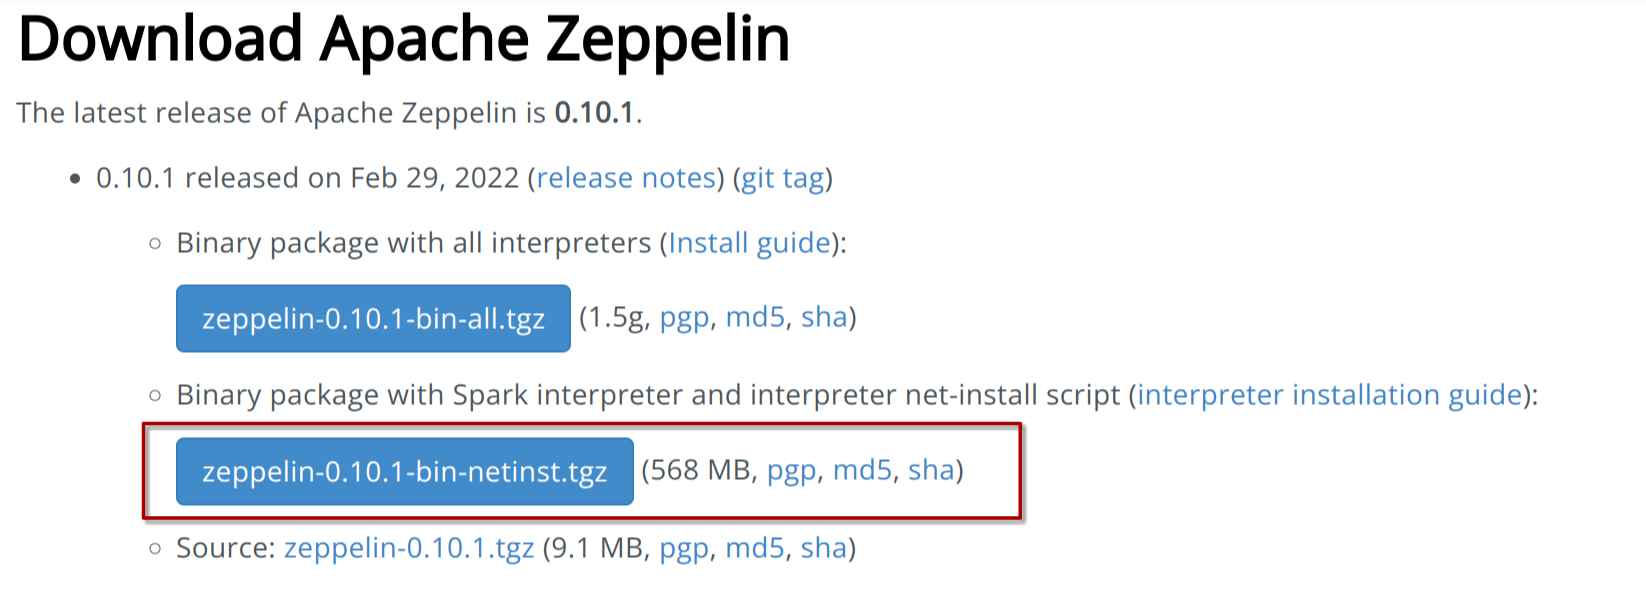 Download Apache Zeppelin
The latest release of Apache Zeppelin is 0.10.1.
0.10.1 released on Feb 29, 2022 (release notes) (git tag)
Binary package with all interpreters (Install guide):
zeppelin-0.10.1-bin-all.tgz (1.5g, pgp, md5, sha)
Binary package with Spark interpreter and interpreter net-install script (interpreter installation guide):
zeppelin-0.10.1-bin-netinst.tgz (568 MB, pgp, md5, sha)
Source: zeppelin-0.10.1.tgz (9.1 MB, pgp, md5, sha)